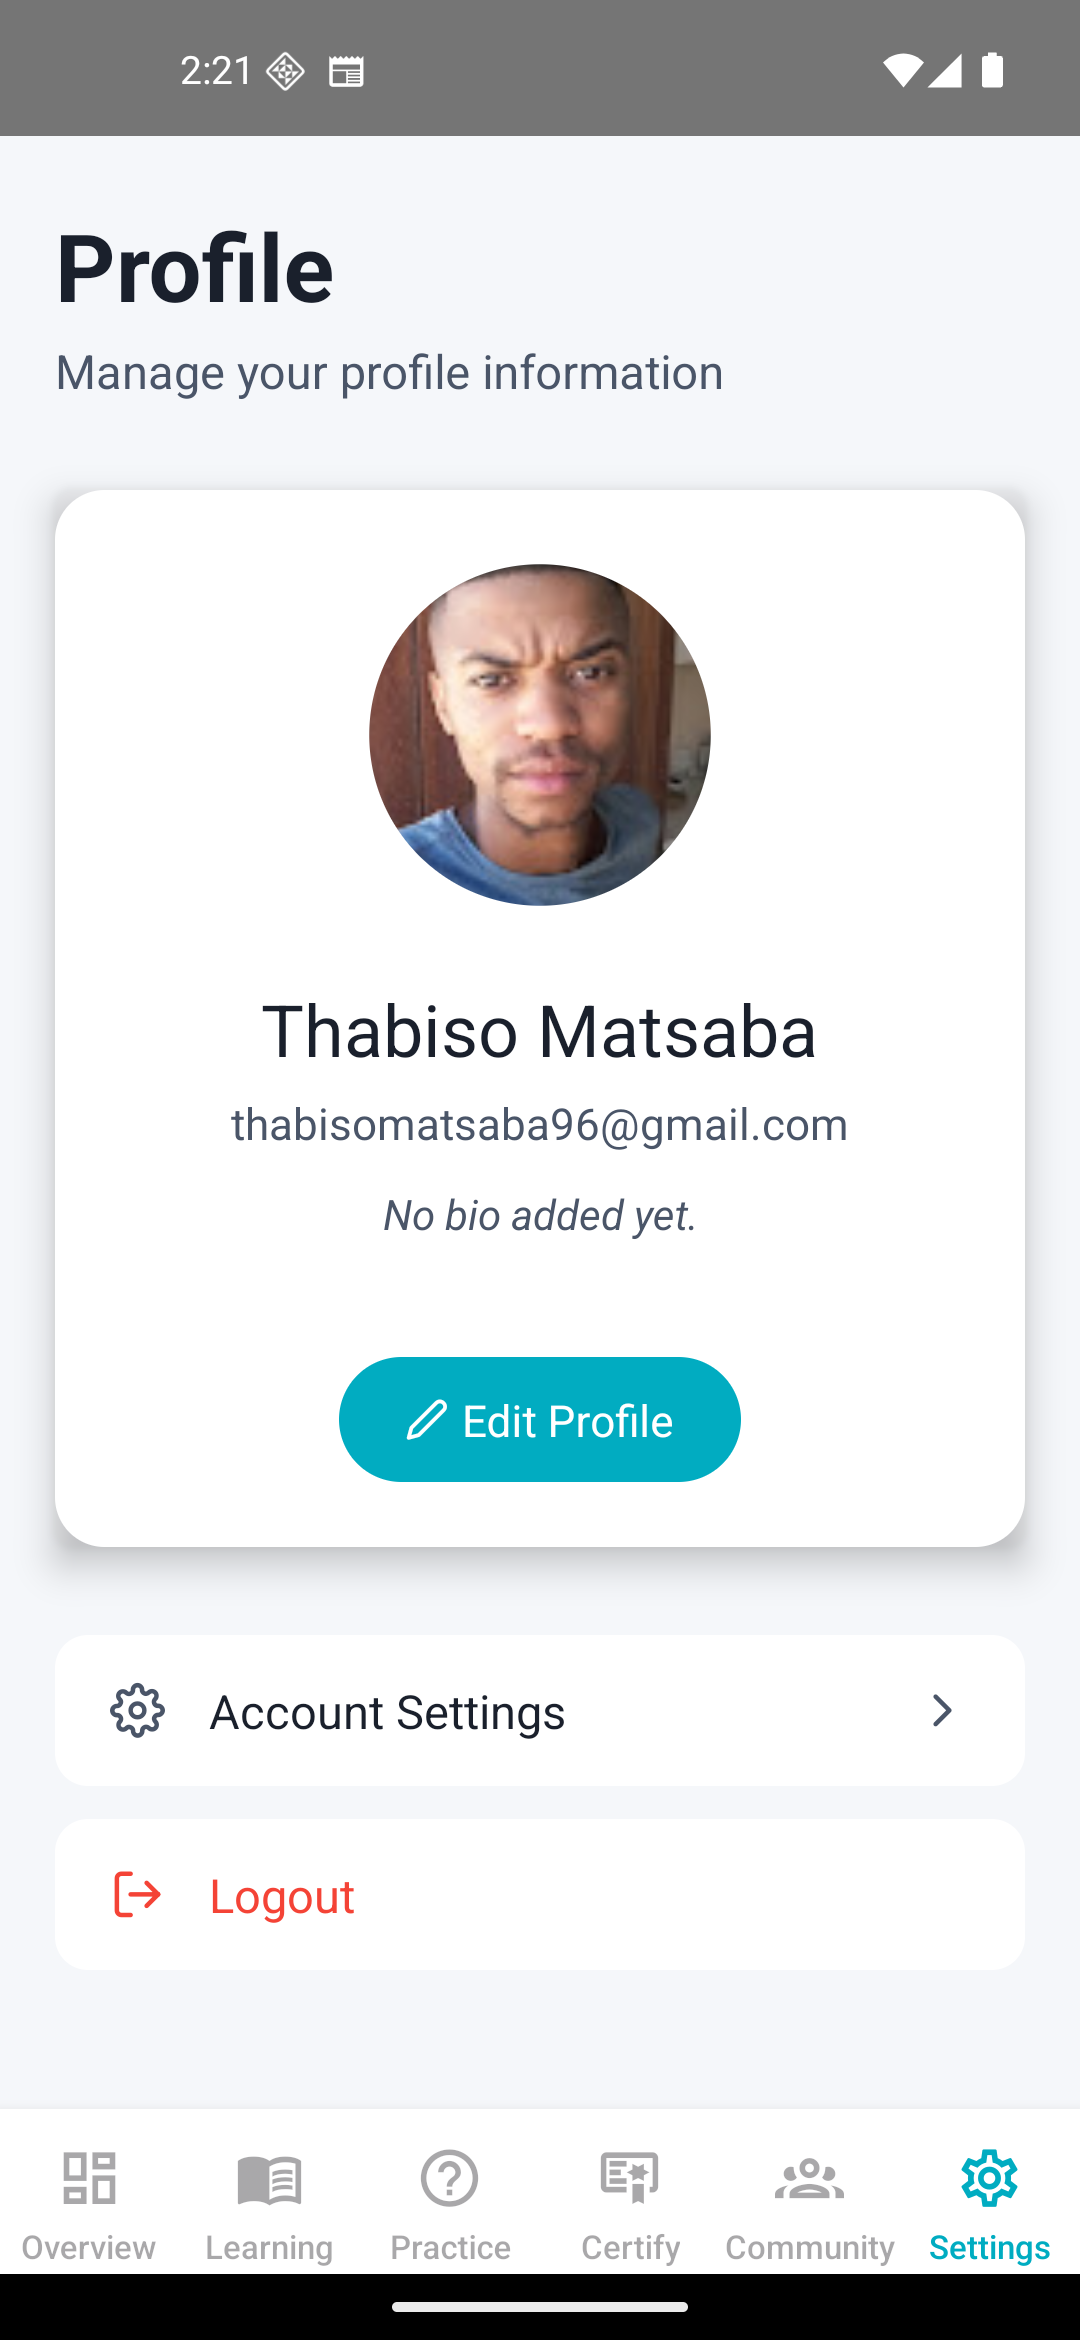 2:21
Profile
Manage your profile information
Thabiso Matsaba
thabisomatsaba96@gmail.com
No bio added yet.
Edit Profile
Account Settings
Logout
Overview Learning Practice Certify Community Settings